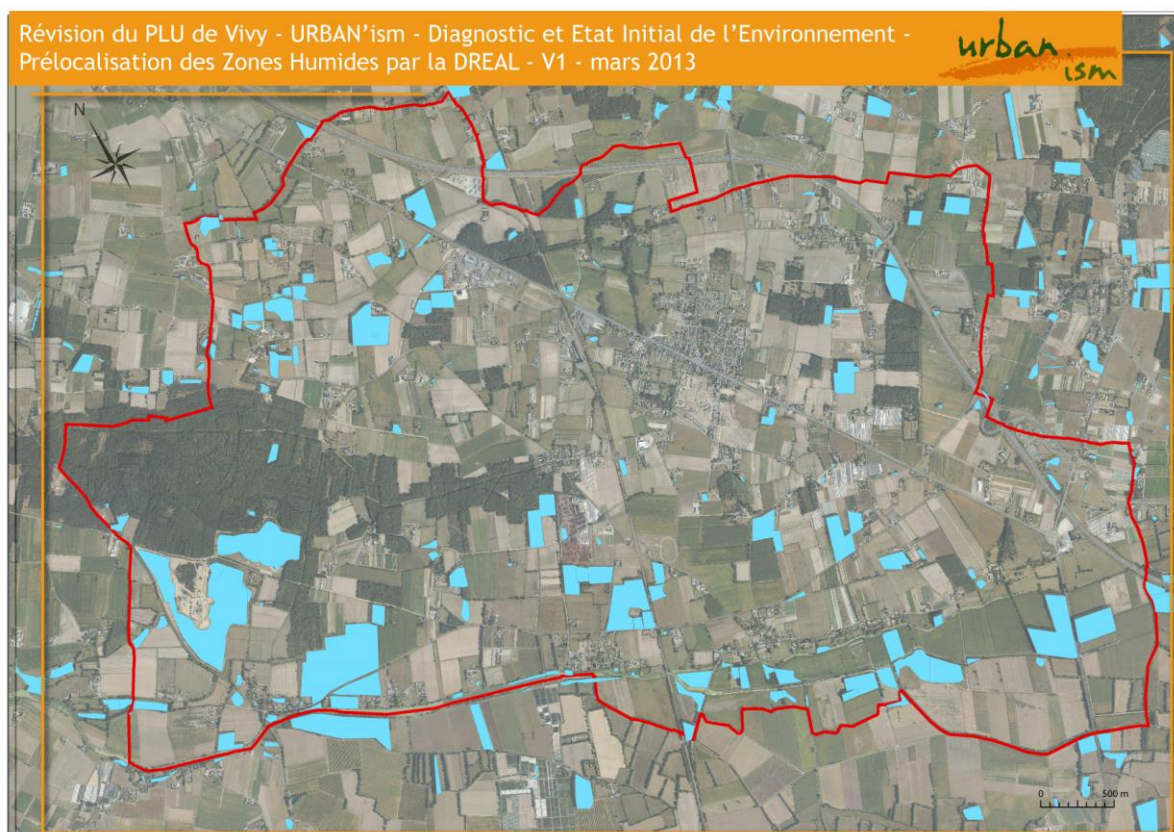 Révision du PLU de Vivy - URBAN'ism - Diagnostic et Etat Initial de l'Environnement -
Prélocalisation des Zones Humides par la DREAL - V1 - mars 2013
urban
ism
N
0 500 m